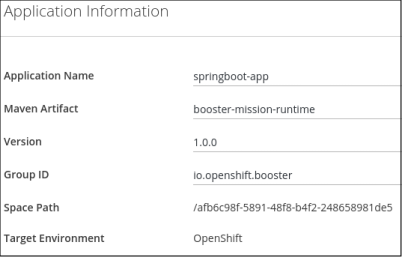 Application Information
Application Name springboot-app
Maven Artifact booster-mission-runtime
Version 1.0.0
Group ID io.openshift.booster
Space Path /afb6c98f-5891-48f8-b4f2-248658981de5
Target Environment OpenShift